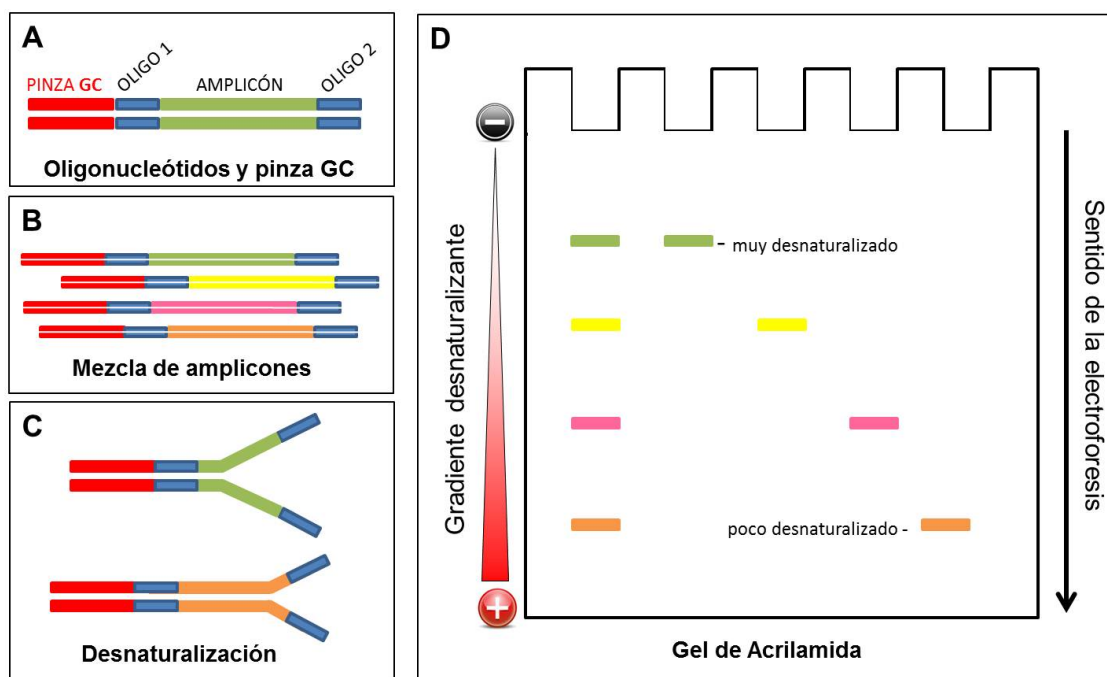 A
PINZA GC
OLIGO 1
AMPLICÓN
OLIGO 2
Oligonucleótidos y pinza GC
B
Mezcla de amplicones
C
Desnaturalización
D
Gradiente desnaturalizante
- muy desnaturalizado
poco desnaturalizado -
Sentido de la electroforesis
Gel de Acrilamida